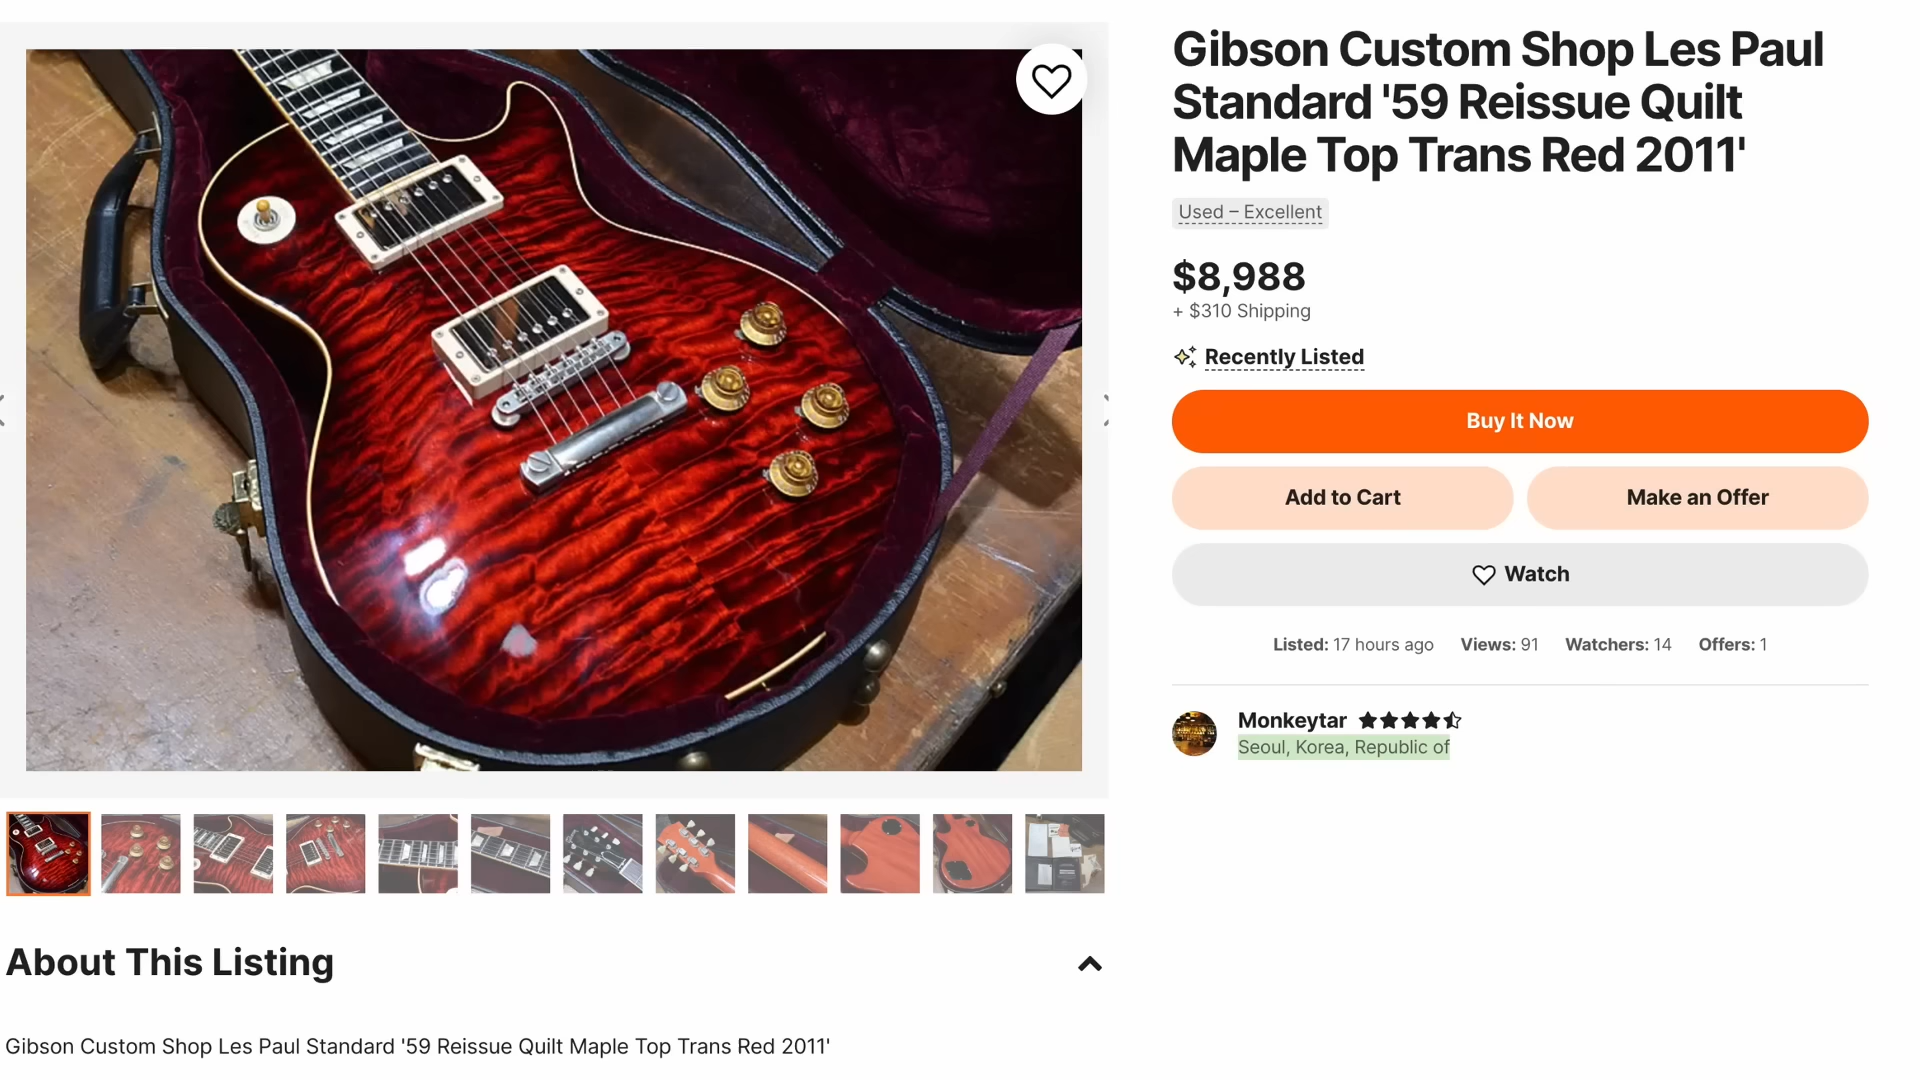 Gibson Custom Shop Les Paul
Standard '59 Reissue Quilt
Maple Top Trans Red 2011'
Used – Excellent
$8,988
+ $310 Shipping
Recently Listed
Buy It Now
Add to Cart
Make an Offer
Watch
Listed: 17 hours ago Views: 91 Watchers: 14 Offers: 1
Monkeytar
Seoul, Korea, Republic of
About This Listing
Gibson Custom Shop Les Paul Standard '59 Reissue Quilt Maple Top Trans Red 2011'